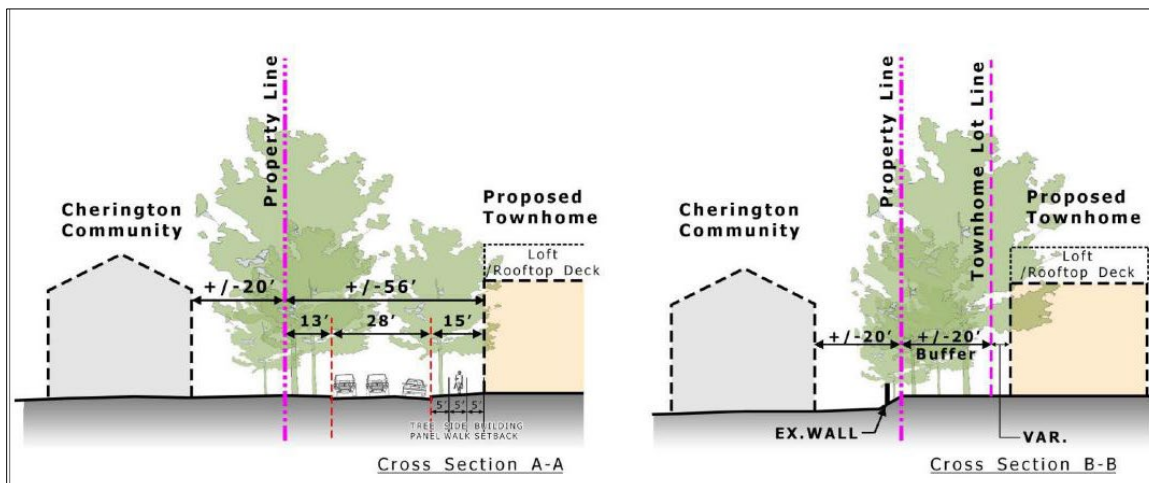 Property Line
Cherington
Community
Proposed
Townhome
Loft
/Rooftop Deck
+/-20'
+/-56'
13'
28'
15'
5'
5'
5'
TREE SIDE BUILDING
PANEL WALK SETBACK
Cross Section A-A
Property Line
Townhome Lot Line
Cherington
Community
Proposed
Townhome
Loft
/Rooftop Deck
+/-20'
+/-20'
Buffer
EX.WALL
VAR.
Cross Section B-B